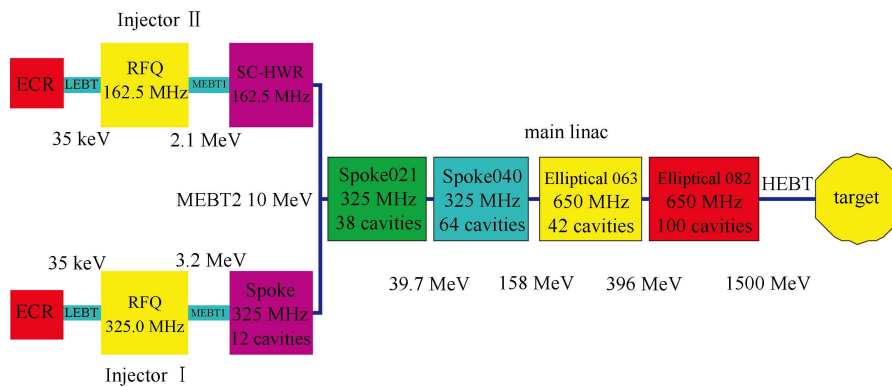 Injector Ⅱ
ECR
LEBT
RFQ
162.5 MHz
MEBT1
SC-HWR
162.5 MHz
35 keV
2.1 MeV
main linac
MEBT2 10 MeV
Spoke021
325 MHz
38 cavities
Spoke040
325 MHz
64 cavities
Elliptical 063
650 MHz
42 cavities
Elliptical 082
650 MHz
100 cavities
HEBT
target
39.7 MeV
158 MeV
396 MeV
1500 MeV
35 keV
3.2 MeV
ECR
LEBT
RFQ
325.0 MHz
MEBT1
Spoke
325 MHz
12 cavities
Injector Ⅰ